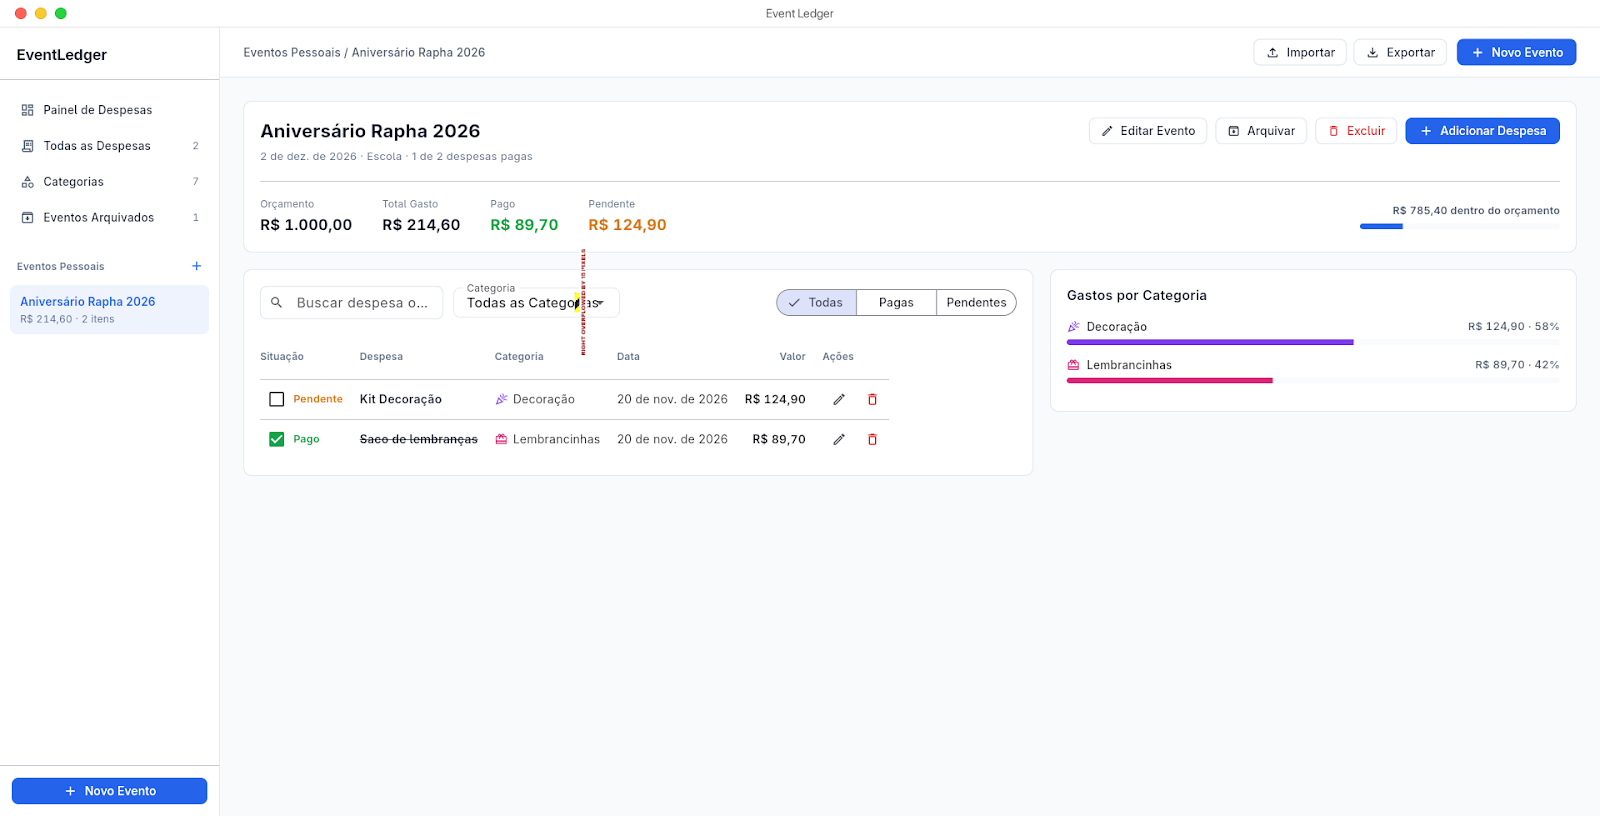 Event Ledger
EventLedger
Eventos Pessoais / Aniversário Rapha 2026
Importar
Exportar
Novo Evento
Painel de Despesas
Todas as Despesas 2
Categorias 7
Eventos Arquivados 1
Eventos Pessoais
Aniversário Rapha 2026
R$ 214,60 · 2 itens
Novo Evento
Aniversário Rapha 2026
2 de dez. de 2026 · Escola · 1 de 2 despesas pagas
Editar Evento
Arquivar
Excluir
Adicionar Despesa
Orçamento
R$ 1.000,00
Total Gasto
R$ 214,60
Pago
R$ 89,70
Pendente
R$ 124,90
R$ 785,40 dentro do orçamento
Buscar despesa o...
Categoria
Todas as Categorias
RIGHT OVERFLOWED BY 15 PIXELS
Todas
Pagas
Pendentes
Situação Despesa Categoria Data Valor Ações
Pendente Kit Decoração Decoração 20 de nov. de 2026 R$ 124,90
Pago Saco de lembranças Lembrancinhas 20 de nov. de 2026 R$ 89,70
Gastos por Categoria
Decoração R$ 124,90 · 58%
Lembrancinhas R$ 89,70 · 42%